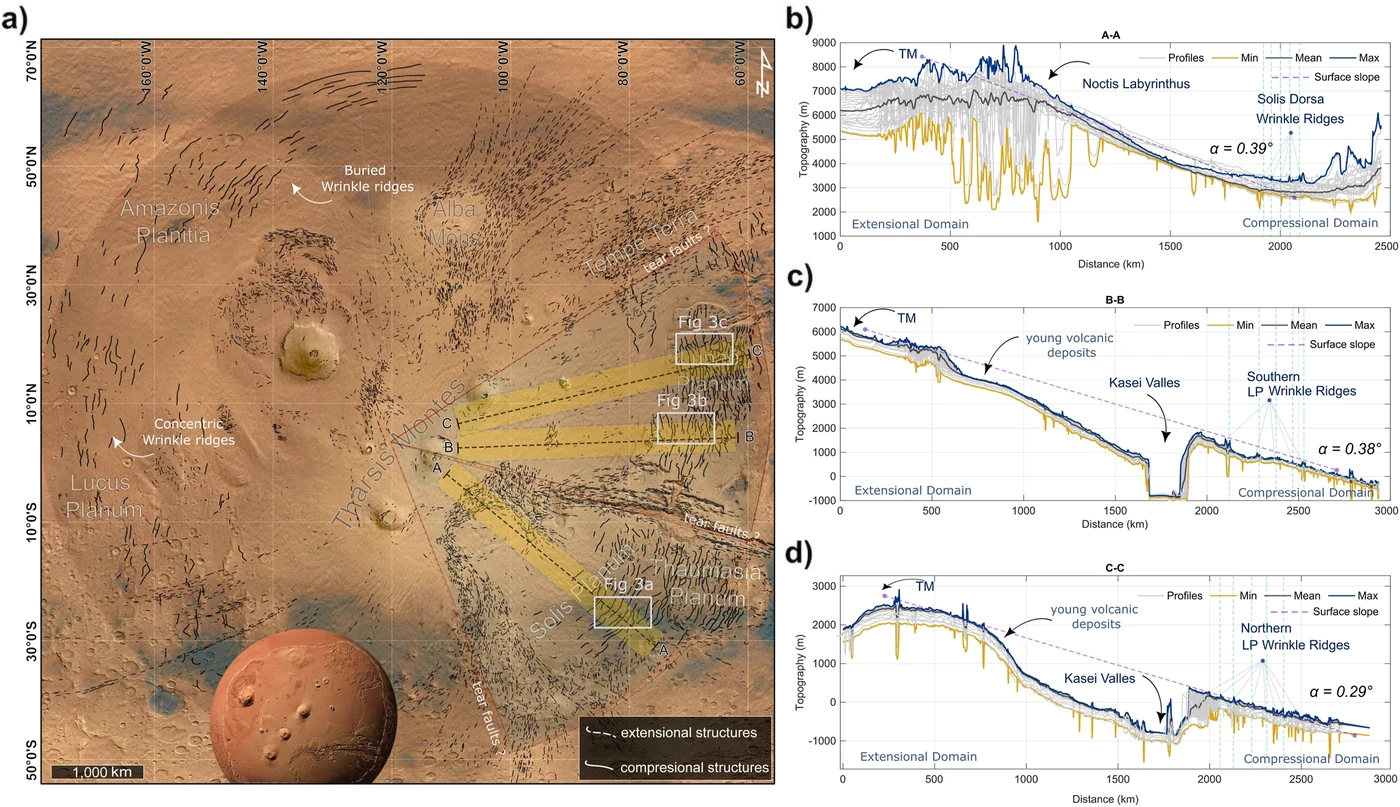 a)
160°0'W
140°0'W
120°0'W
100°0'W
80°0'W
60°0'W
70°0'N
50°0'N
30°0'N
10°0'N
10°0'S
30°0'S
50°0'S
N
Buried
Wrinkle ridges
Amazonis
Planitia
Alba
Mons
Tempe Terra
tear faults ?
Fig 3c
C
Planum
Fig 3b
Concentric
Wrinkle ridges
Tharsis Montes
C
B
B
A
Lucus
Planum
tear faults ?
Thaumasia
Planum
Solis Planum
Fig 3a
A
tear faults ?
extensional structures
compresional structures
1,000 km
b)
A-A
9000
8000
7000
6000
5000
4000
3000
2000
1000
Topography (m)
TM
Profiles
Min
Mean
Max
Surface slope
Noctis Labyrinthus
Solis Dorsa
Wrinkle Ridges
α = 0.39°
Extensional Domain
Compressional Domain
0
500
1000
1500
2000
2500
Distance (km)
c)
B-B
7000
6000
5000
4000
3000
2000
1000
0
-1000
Topography (m)
TM
Profiles
Min
Mean
Max
Surface slope
young volcanic
deposits
Kasei Valles
Southern
LP Wrinkle Ridges
α = 0.38°
Extensional Domain
Compressional Domain
0
500
1000
1500
2000
2500
3000
Distance (km)
d)
C-C
3000
2000
1000
0
-1000
Topography (m)
TM
Profiles
Min
Mean
Max
Surface slope
young volcanic
deposits
Northern
LP Wrinkle Ridges
Kasei Valles
α = 0.29°
Extensional Domain
Compressional Domain
0
500
1000
1500
2000
2500
3000
Distance (km)